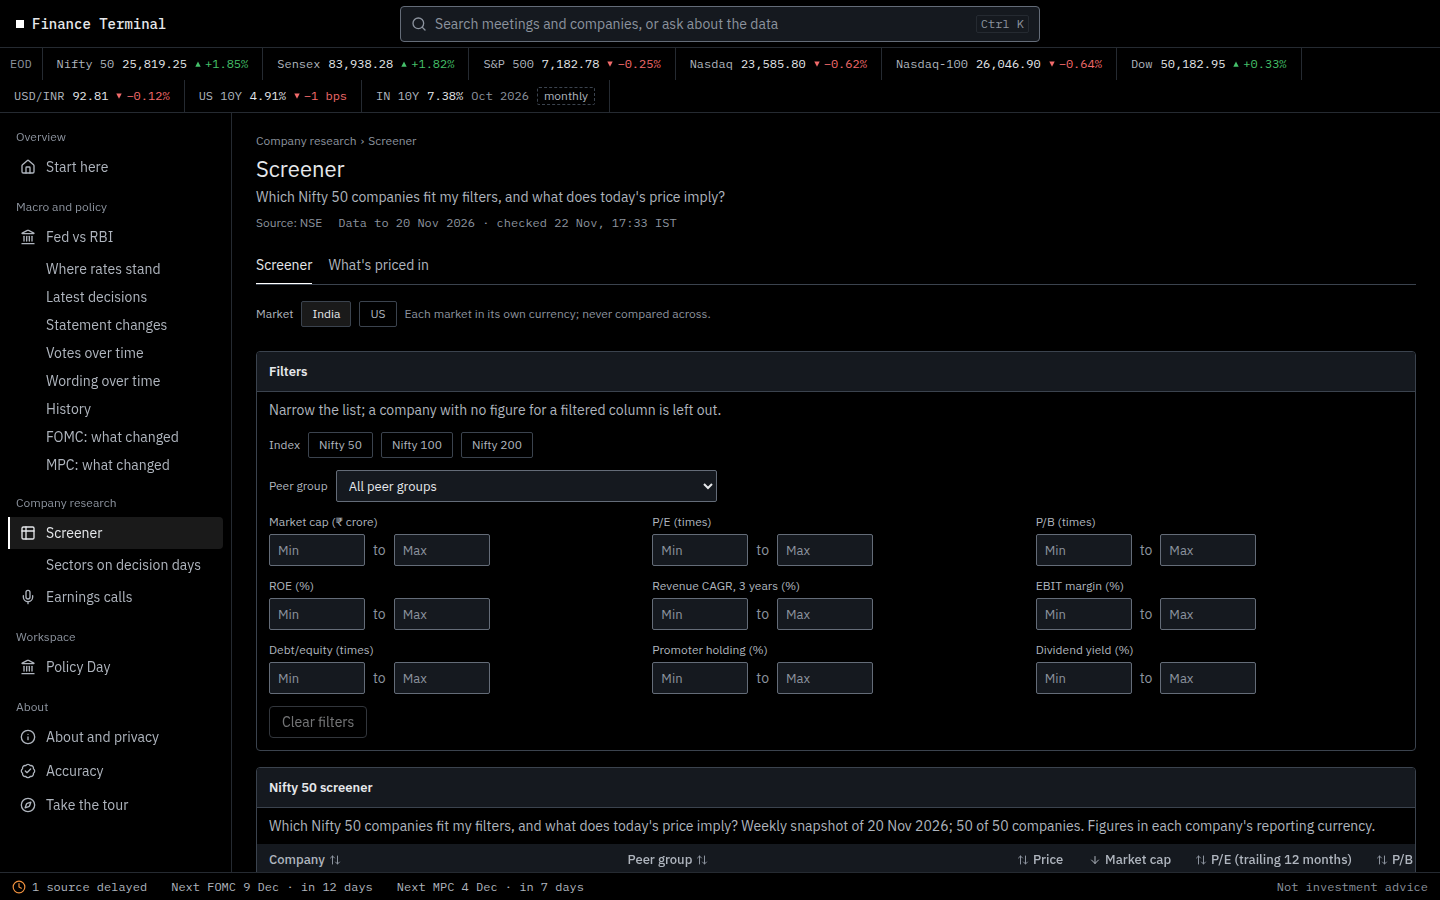 Finance Terminal
Search meetings and companies, or ask about the data
Ctrl K
EOD
Nifty 50 25,819.25 ▲ +1.85%
Sensex 83,938.28 ▲ +1.82%
S&P 500 7,182.78 ▼ −0.25%
Nasdaq 23,585.80 ▼ −0.62%
Nasdaq-100 26,046.90 ▼ −0.64%
Dow 50,182.95 ▲ +0.33%
USD/INR 92.81 ▼ −0.12%
US 10Y 4.91% ▼ −1 bps
IN 10Y 7.38% Oct 2026 monthly
Overview
Start here
Macro and policy
Fed vs RBI
Where rates stand
Latest decisions
Statement changes
Votes over time
Wording over time
History
FOMC: what changed
MPC: what changed
Company research
Screener
Sectors on decision days
Earnings calls
Workspace
Policy Day
About
About and privacy
Accuracy
Take the tour
Company research › Screener
Screener
Which Nifty 50 companies fit my filters, and what does today's price imply?
Source: NSE Data to 20 Nov 2026 · checked 22 Nov, 17:33 IST
Screener What's priced in
Market India US Each market in its own currency; never compared across.
Filters
Narrow the list; a company with no figure for a filtered column is left out.
Index Nifty 50 Nifty 100 Nifty 200
Peer group All peer groups
Market cap (₹ crore) P/E (times) P/B (times)
Min to Max Min to Max Min to Max
ROE (%) Revenue CAGR, 3 years (%) EBIT margin (%)
Min to Max Min to Max Min to Max
Debt/equity (times) Promoter holding (%) Dividend yield (%)
Min to Max Min to Max Min to Max
Clear filters
Nifty 50 screener
Which Nifty 50 companies fit my filters, and what does today's price imply? Weekly snapshot of 20 Nov 2026; 50 of 50 companies. Figures in each company's reporting currency.
Company ↑↓ Peer group ↑↓ ↑↓ Price ↓ Market cap ↑↓ P/E (trailing 12 months) ↑↓ P/B
1 source delayed Next FOMC 9 Dec · in 12 days Next MPC 4 Dec · in 7 days Not investment advice